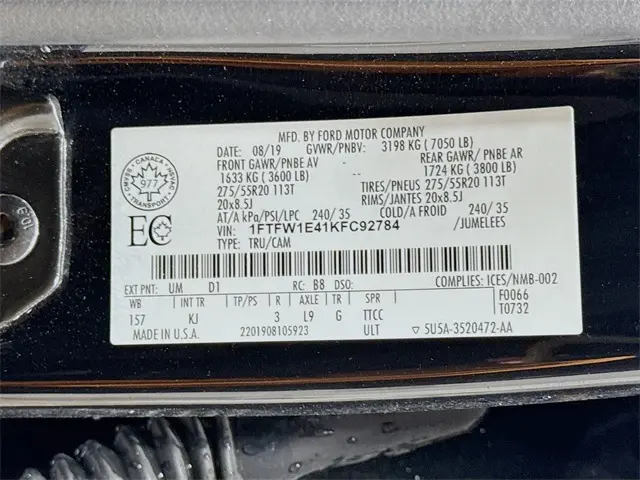 MFD. BY FORD MOTOR COMPANY
DATE: 08/19 GVWR/PNBV: 3198 KG ( 7050 LB)
FRONT GAWR/PNBE AV REAR GAWR/ PNBE AR
1633 KG ( 3600 LB) 1724 KG ( 3800 LB)
275/55R20 113T TIRES/PNEUS 275/55R20 113T
20x8.5J RIMS/JANTES 20x8.5J
AT/A kPa/PSI/LPC 240/ 35 COLD/A FROID 240/ 35
VIN: 1FTFW1E41KFC92784 /JUMELEES
TYPE: TRU/CAM
CANADA
977
TRANSPORT
EC
EXT PNT: UM D1 RC: B8 DSO: COMPLIES: ICES/NMB-002
WB INT TR TP/PS R AXLE TR SPR F0066
157 KJ 3 L9 G TTCC T0732
MADE IN U.S.A. 2201908105923 ULT ▽ 5U5A-3520472-AA